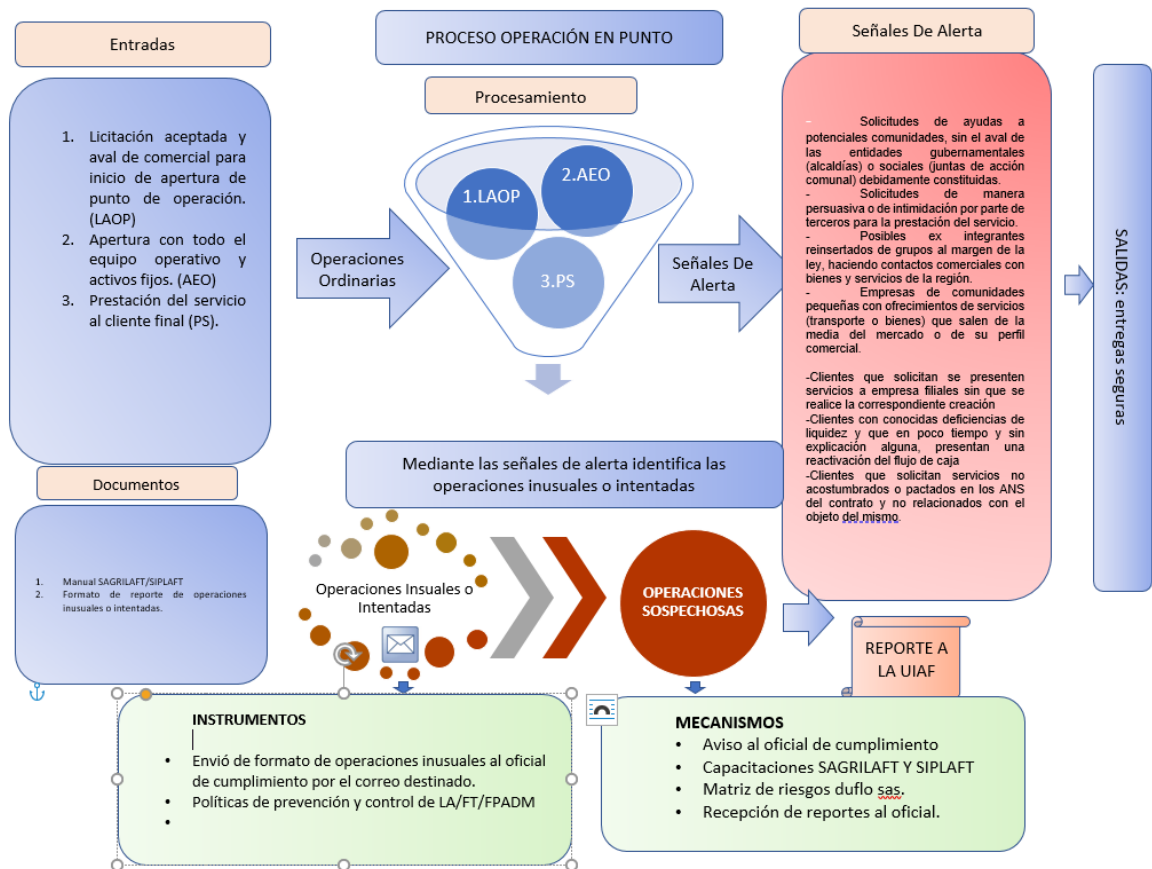 Entradas
1. Licitación aceptada y
aval de comercial para
inicio de apertura de
punto de operación.
(LAOP)
2. Apertura con todo el
equipo operativo y
activos fijos. (AEO)
3. Prestación del servicio
al cliente final (PS).
Documentos
1. Manual SAGRILAFT/SIPLAFT
2. Formato de reporte de operaciones
inusuales o intentadas.
PROCESO OPERACIÓN EN PUNTO
Procesamiento
Operaciones
Ordinarias
1.LAOP
2.AEO
3.PS
Señales De
Alerta
Señales De Alerta
- Solicitudes de ayudas a
potenciales comunidades, sin el aval de
las entidades gubernamentales
(alcaldías) o sociales (juntas de acción
comunal) debidamente constituidas.
- Solicitudes de manera
persuasiva o de intimidación por parte de
terceros para la prestación del servicio.
- Posibles ex integrantes
reinsertados de grupos al margen de la
ley, haciendo contactos comerciales con
bienes y servicios de la región.
- Empresas de comunidades
pequeñas con ofrecimientos de servicios
(transporte o bienes) que salen de la
media del mercado o de su perfil
comercial.
-Clientes que solicitan se presenten
servicios a empresa filiales sin que se
realice la correspondiente creación
-Clientes con conocidas deficiencias de
liquidez y que en poco tiempo y sin
explicación alguna, presentan una
reactivación del flujo de caja
-Clientes que solicitan servicios no
acostumbrados o pactados en los ANS
del contrato y no relacionados con el
objeto del mismo.
SALIDAS: entregas seguras
Mediante las señales de alerta identifica las
operaciones inusuales o intentadas
Operaciones Insuales o
Intentadas
OPERACIONES
SOSPECHOSAS
REPORTE A
LA UIAF
INSTRUMENTOS
• Envió de formato de operaciones inusuales al oficial
de cumplimiento por el correo destinado.
• Políticas de prevención y control de LA/FT/FPADM
•
MECANISMOS
• Aviso al oficial de cumplimiento
• Capacitaciones SAGRILAFT Y SIPLAFT
• Matriz de riesgos duflo sas.
• Recepción de reportes al oficial.